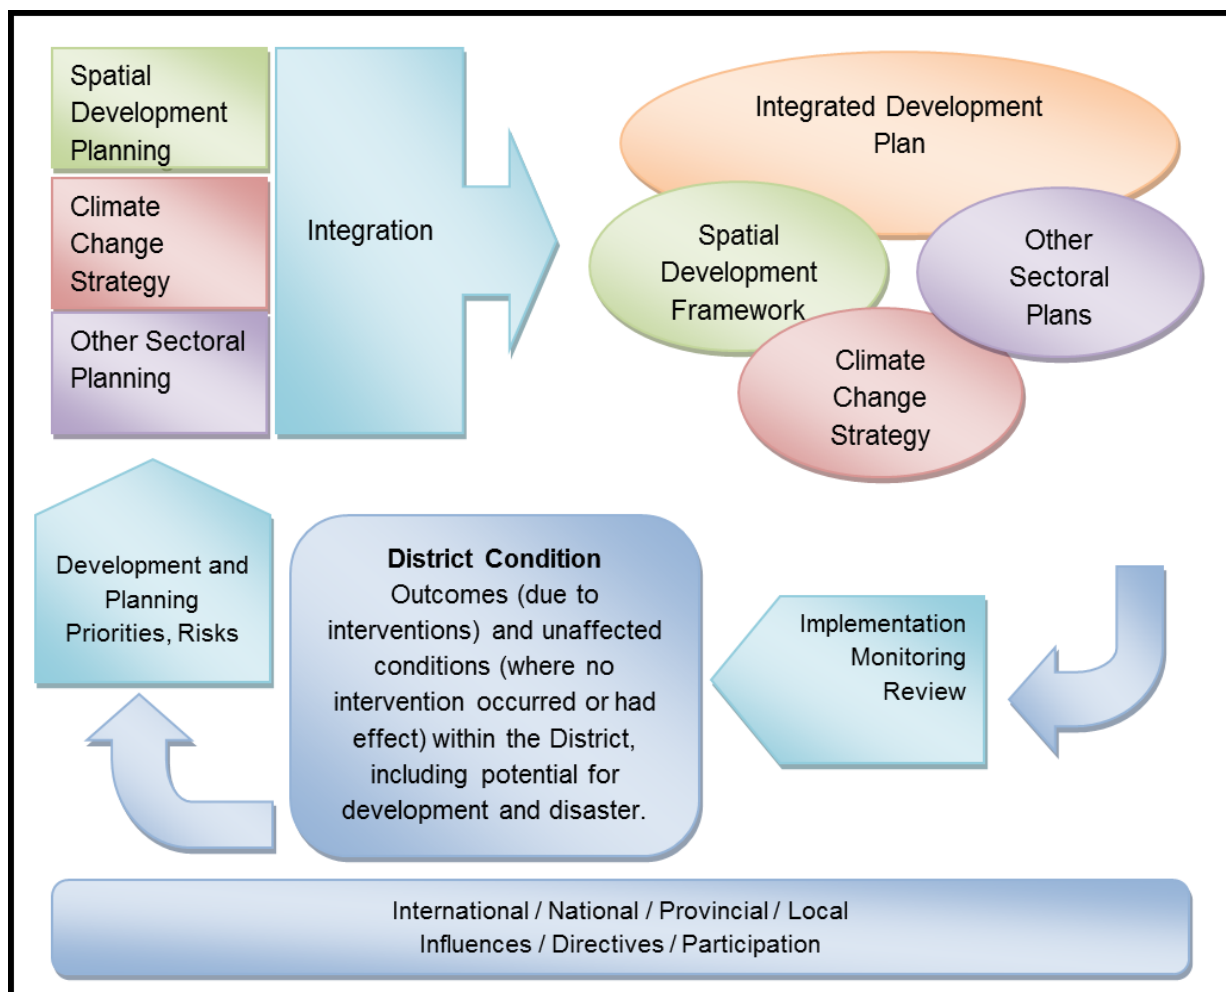 Spatial
Development
Planning
Climate
Change
Strategy
Other Sectoral
Planning
Integration
Integrated Development
Plan
Spatial
Development
Framework
Other
Sectoral
Plans
Climate
Change
Strategy
Development and
Planning
Priorities, Risks
District Condition
Outcomes (due to
interventions) and unaffected
conditions (where no
intervention occurred or had
effect) within the District,
including potential for
development and disaster.
Implementation
Monitoring
Review
International / National / Provincial / Local
Influences / Directives / Participation